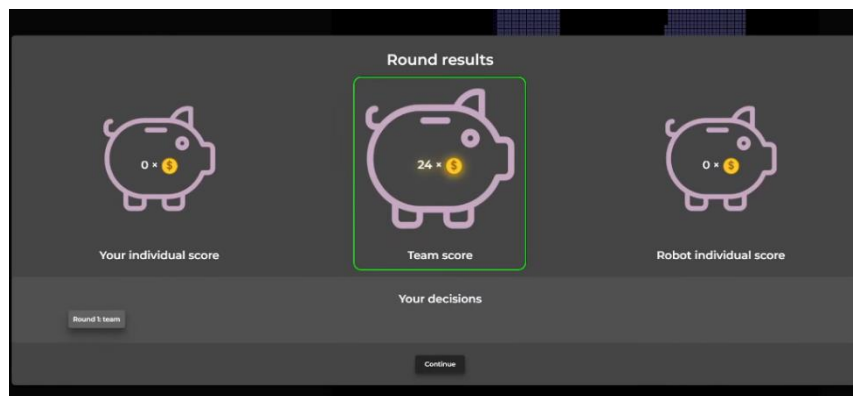 Round results
0 × $
24 × $
0 × $
Your individual score
Team score
Robot individual score
Your decisions
Round 1: team
Continue